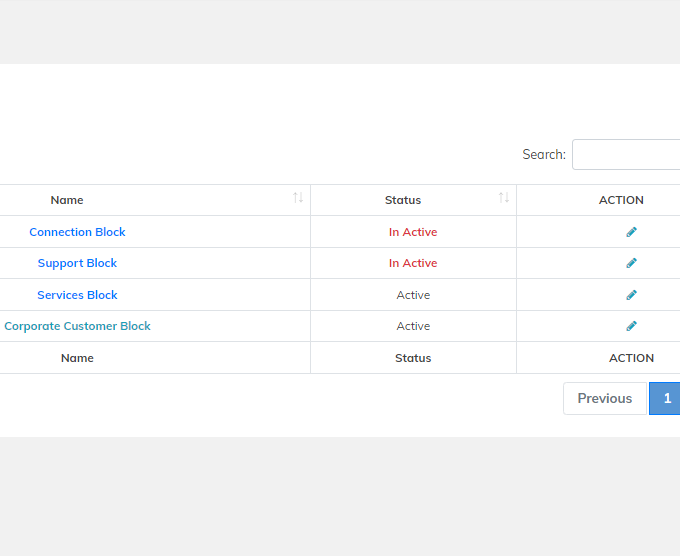 Search:
Name Status ACTION
Connection Block In Active
Support Block In Active
Services Block Active
Corporate Customer Block Active
Name Status ACTION
Previous 1